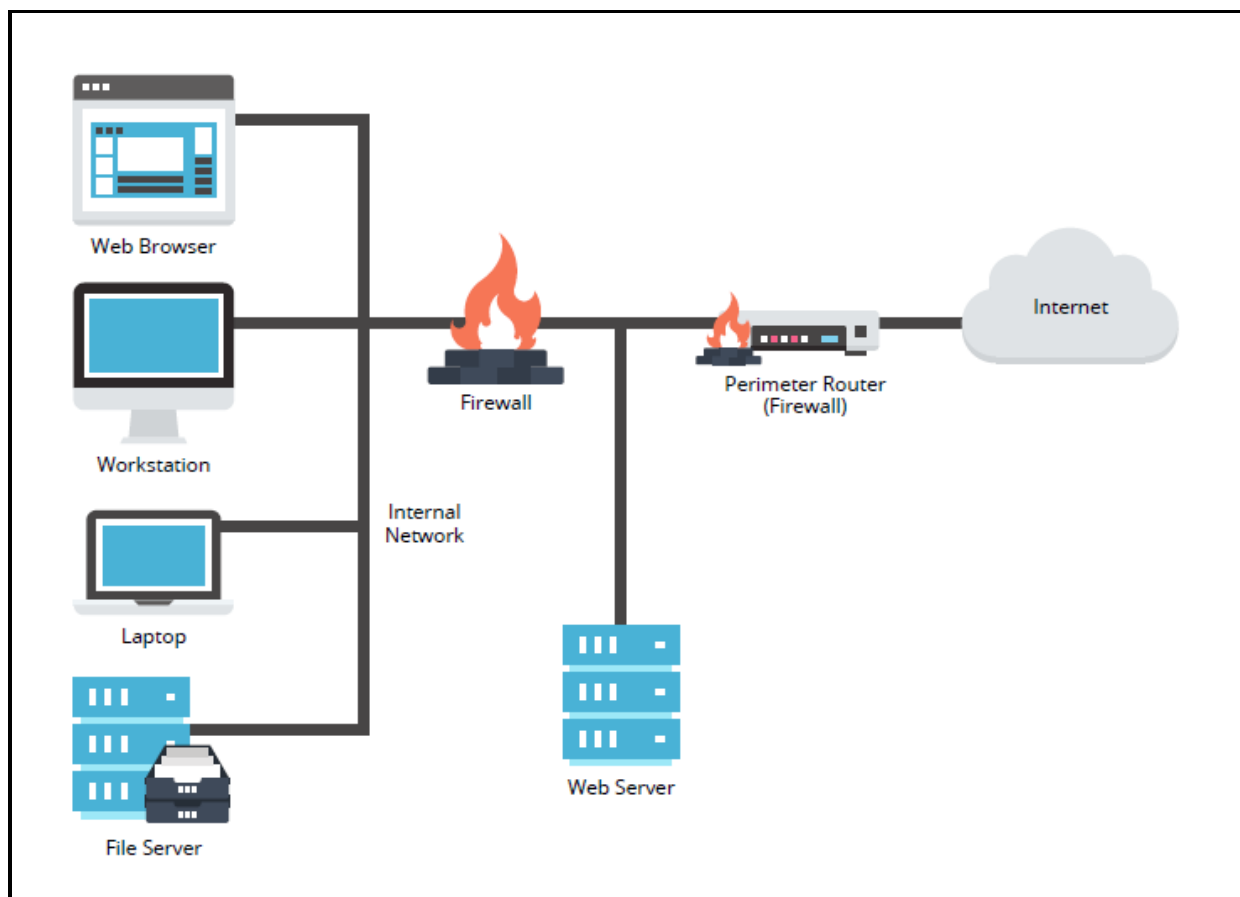 Web Browser
Workstation
Laptop
File Server
Internal
Network
Firewall
Web Server
Perimeter Router
(Firewall)
Internet